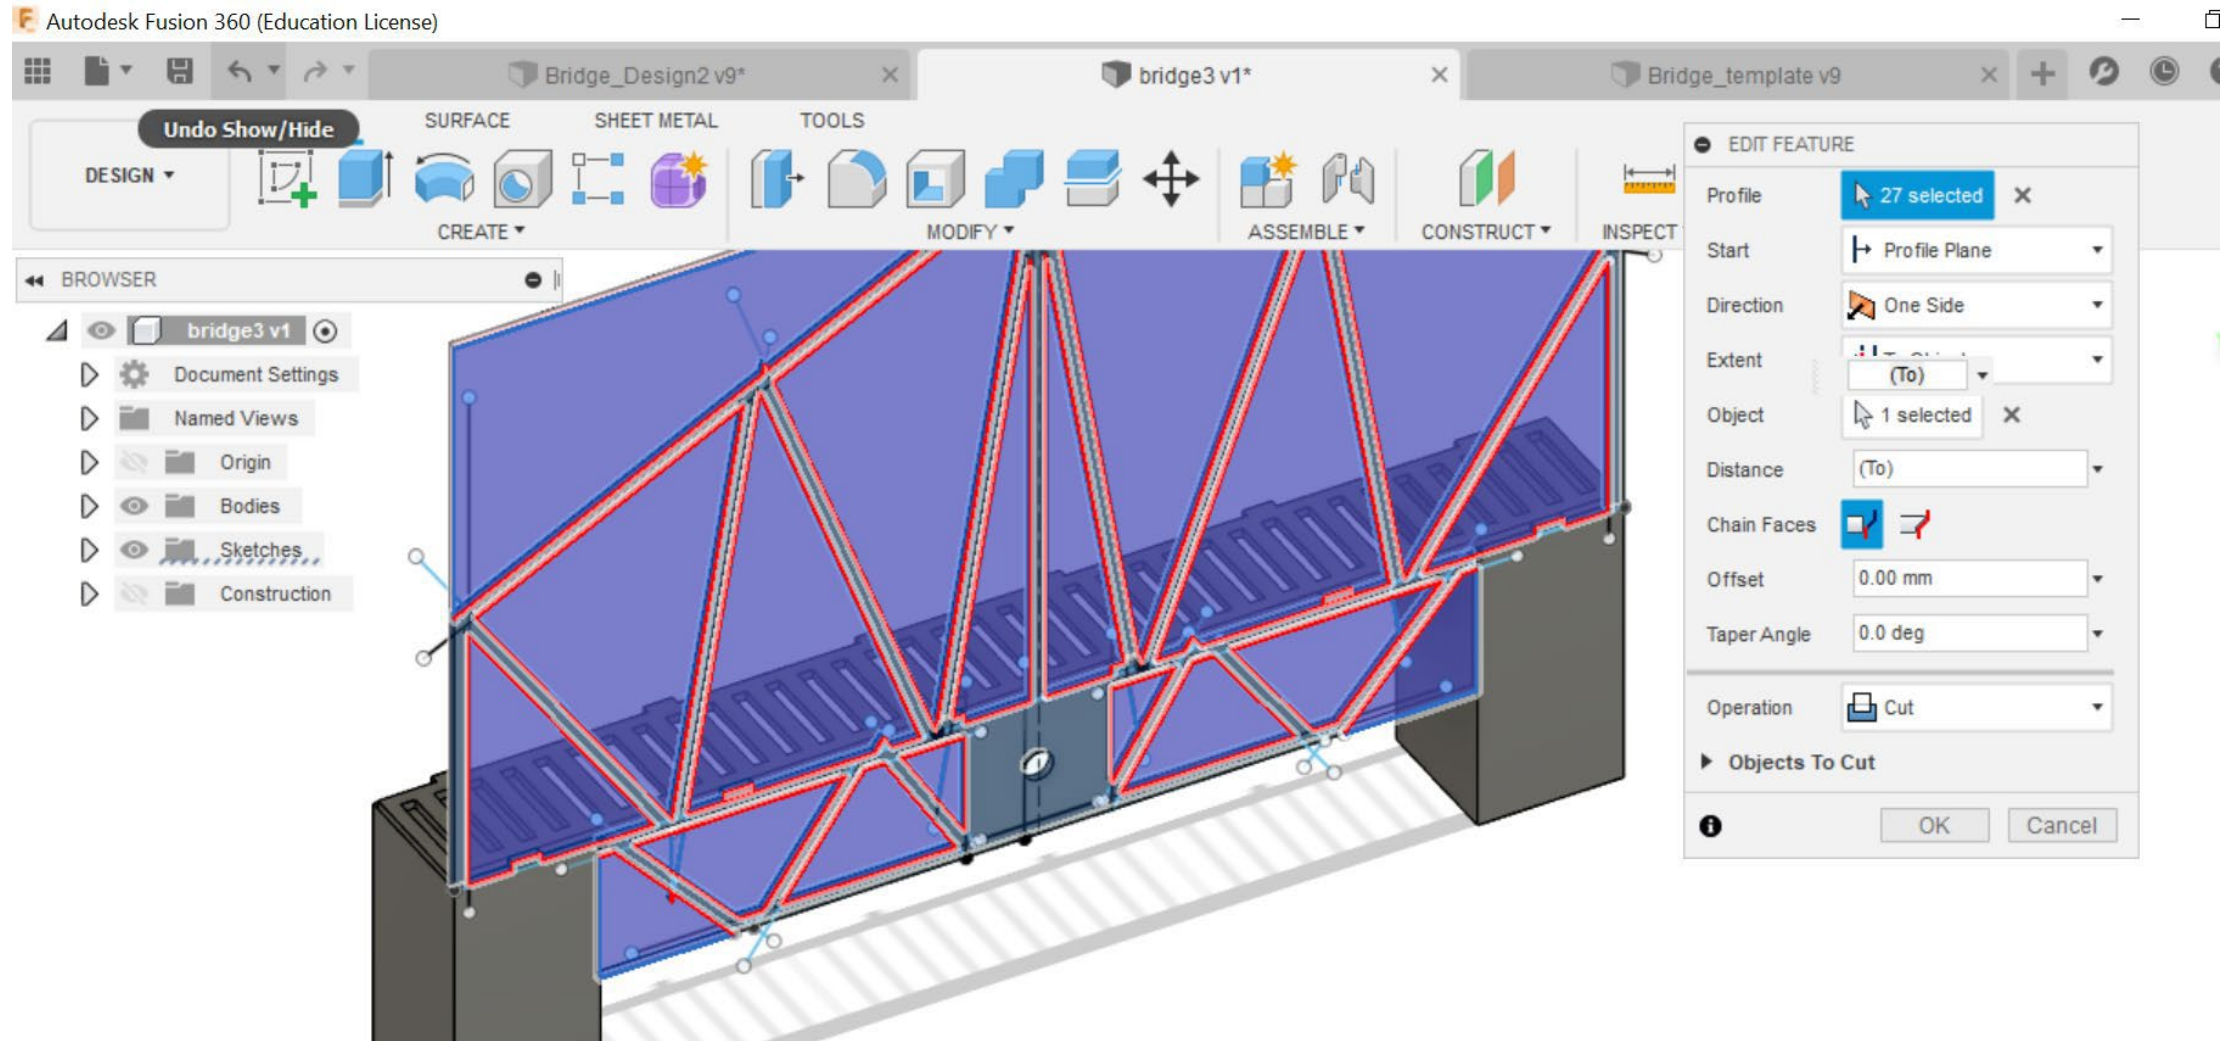 Autodesk Fusion 360 (Education License)
Bridge_Design2 v9*
bridge3 v1*
Bridge_template v9
Undo Show/Hide
SURFACE
SHEET METAL
TOOLS
DESIGN
CREATE
MODIFY
ASSEMBLE
CONSTRUCT
INSPECT
BROWSER
bridge3 v1
Document Settings
Named Views
Origin
Bodies
Sketches
Construction
EDIT FEATURE
Profile 27 selected
Start Profile Plane
Direction One Side
Extent
(To)
Object 1 selected
Distance (To)
Chain Faces
Offset 0.00 mm
Taper Angle 0.0 deg
Operation Cut
Objects To Cut
OK Cancel